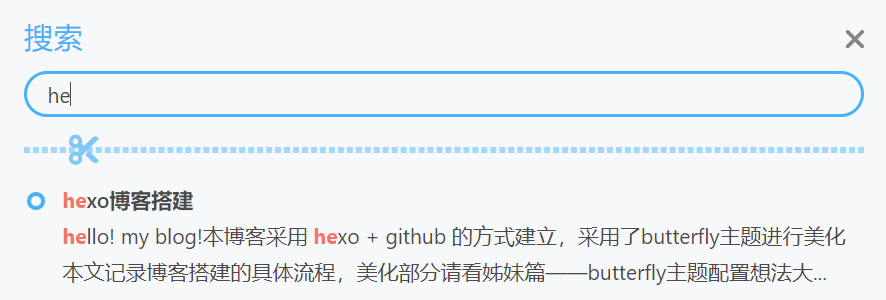 搜索
he
hexo博客搭建
hello! my blog!本博客采用 hexo + github 的方式建立，采用了butterfly主题进行美化
本文记录博客搭建的具体流程，美化部分请看姊妹篇——butterfly主题配置想法大...